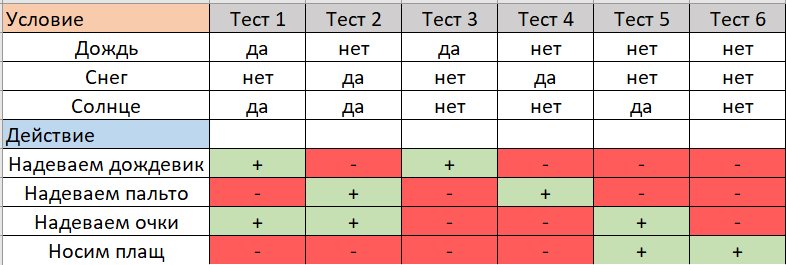 Условие Тест 1 Тест 2 Тест 3 Тест 4 Тест 5 Тест 6
Дождь да нет да нет нет нет
Снег нет да нет да нет нет
Солнце да да нет нет да нет
Действие
Надеваем дождевик + - + - - -
Надеваем пальто - + - + - -
Надеваем очки + + - - + -
Носим плащ - - - - + +